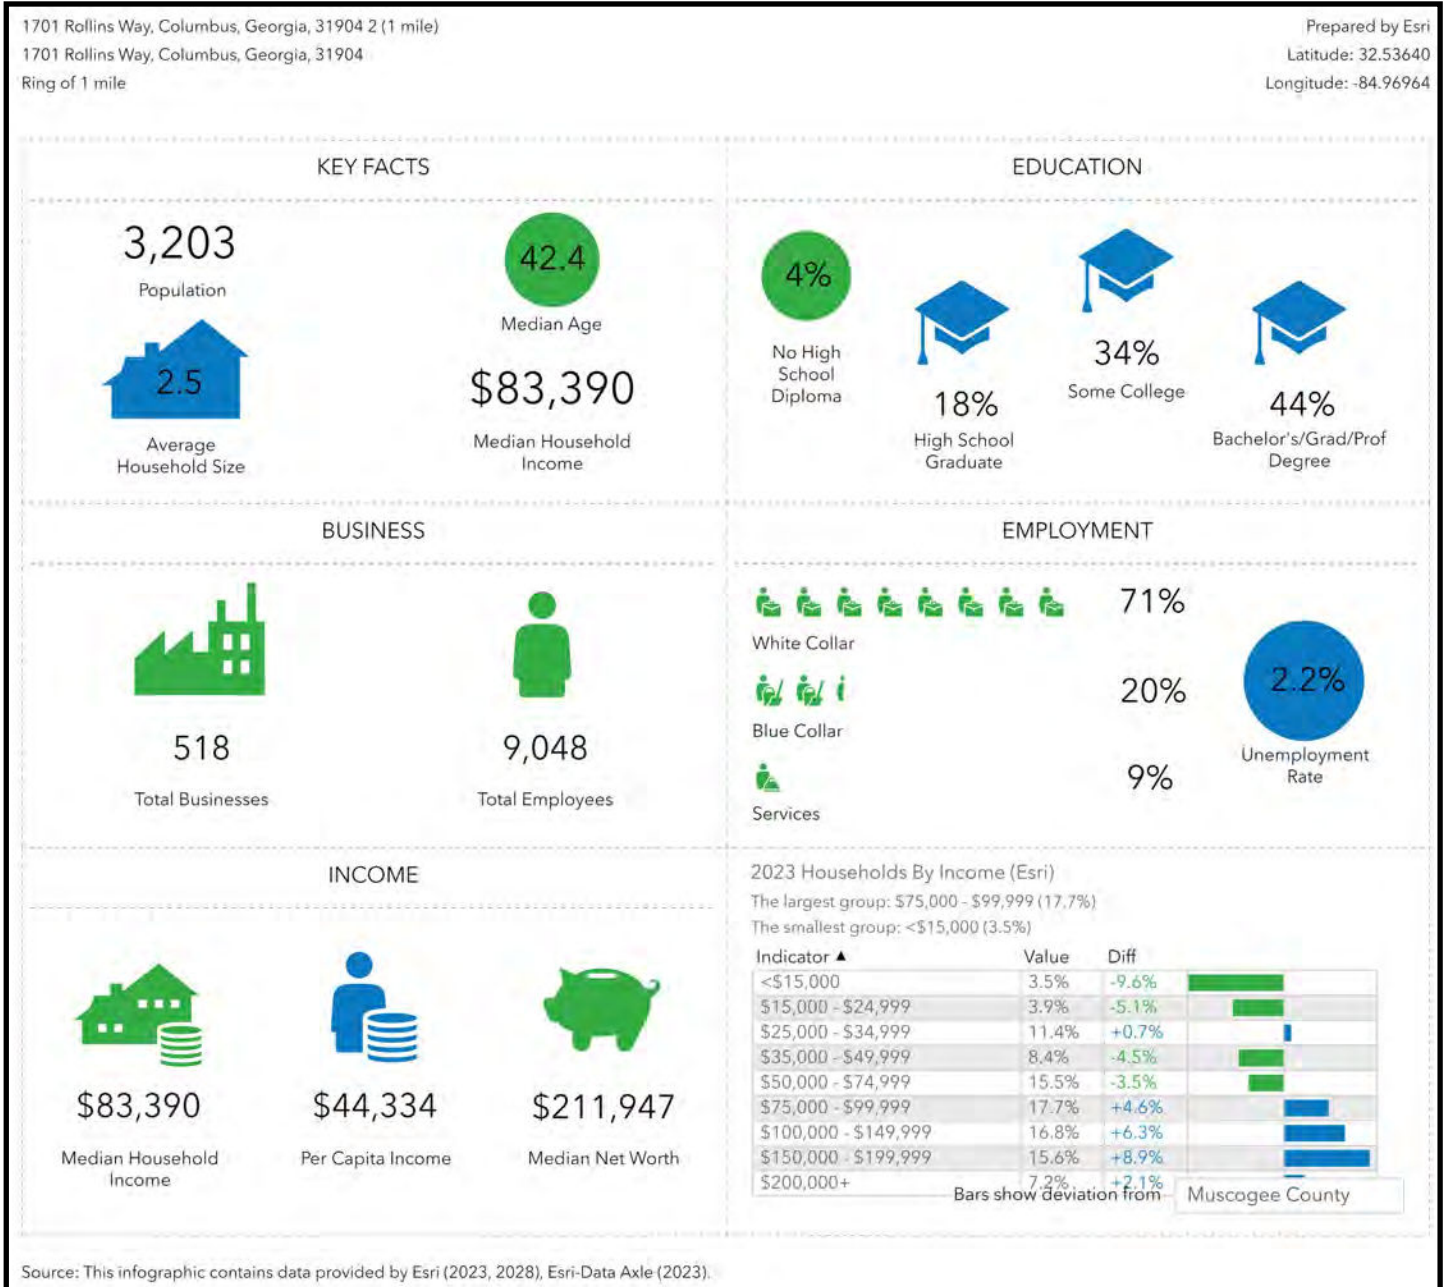 1701 Rollins Way, Columbus, Georgia, 31904 2 (1 mile)
1701 Rollins Way, Columbus, Georgia, 31904
Ring of 1 mile
Prepared by Esri
Latitude: 32.53640
Longitude: -84.96964
KEY FACTS
3,203
Population
42.4
Median Age
2.5
Average
Household Size
$83,390
Median Household
Income
EDUCATION
4%
No High
School
Diploma
18%
High School
Graduate
34%
Some College
44%
Bachelor's/Grad/Prof
Degree
BUSINESS
518
Total Businesses
9,048
Total Employees
EMPLOYMENT
71%
White Collar
20%
Blue Collar
9%
Services
2.2%
Unemployment
Rate
INCOME
$83,390
Median Household
Income
$44,334
Per Capita Income
$211,947
Median Net Worth
2023 Households By Income (Esri)
The largest group: $75,000 - $99,999 (17.7%)
The smallest group: <$15,000 (3.5%)
Indicator ▲ Value Diff
<$15,000 3.5% -9.6%
$15,000 - $24,999 3.9% -5.1%
$25,000 - $34,999 11.4% +0.7%
$35,000 - $49,999 8.4% -4.5%
$50,000 - $74,999 15.5% -3.5%
$75,000 - $99,999 17.7% +4.6%
$100,000 - $149,999 16.8% +6.3%
$150,000 - $199,999 15.6% +8.9%
$200,000+ 7.2% +2.1%
Bars show deviation from Muscogee County
Source: This infographic contains data provided by Esri (2023, 2028), Esri-Data Axle (2023).